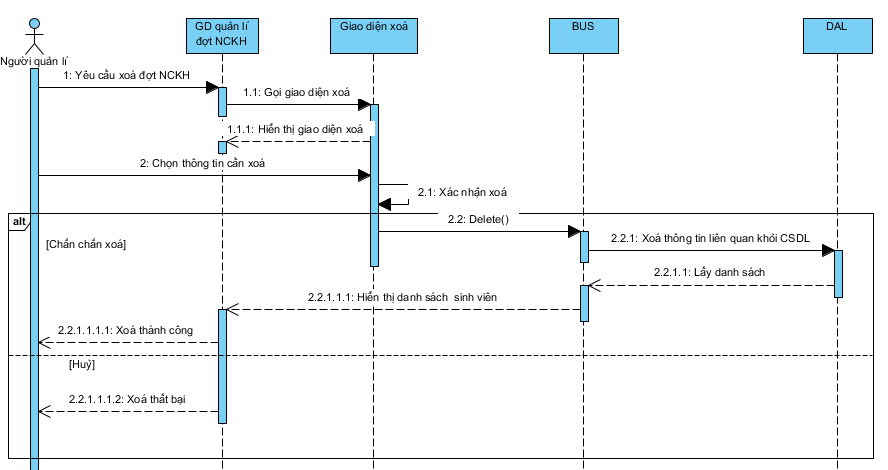 GD quản lí
đợt NCKH
Giao diện xoá
BUS
DAL
Người quản lí
1: Yêu cầu xoá đợt NCKH
1.1: Gọi giao diện xoá
1.1.1: Hiển thị giao diện xoá
2: Chọn thông tin cần xoá
2.1: Xác nhận xoá
alt
2.2: Delete()
[Chắn chắn xoá]
2.2.1: Xoá thông tin liên quan khỏi CSDL
2.2.1.1: Lấy danh sách
2.2.1.1.1: Hiển thị danh sách sinh viên
2.2.1.1.1.1: Xoá thành công
[Huỷ]
2.2.1.1.1.2: Xoá thất bại